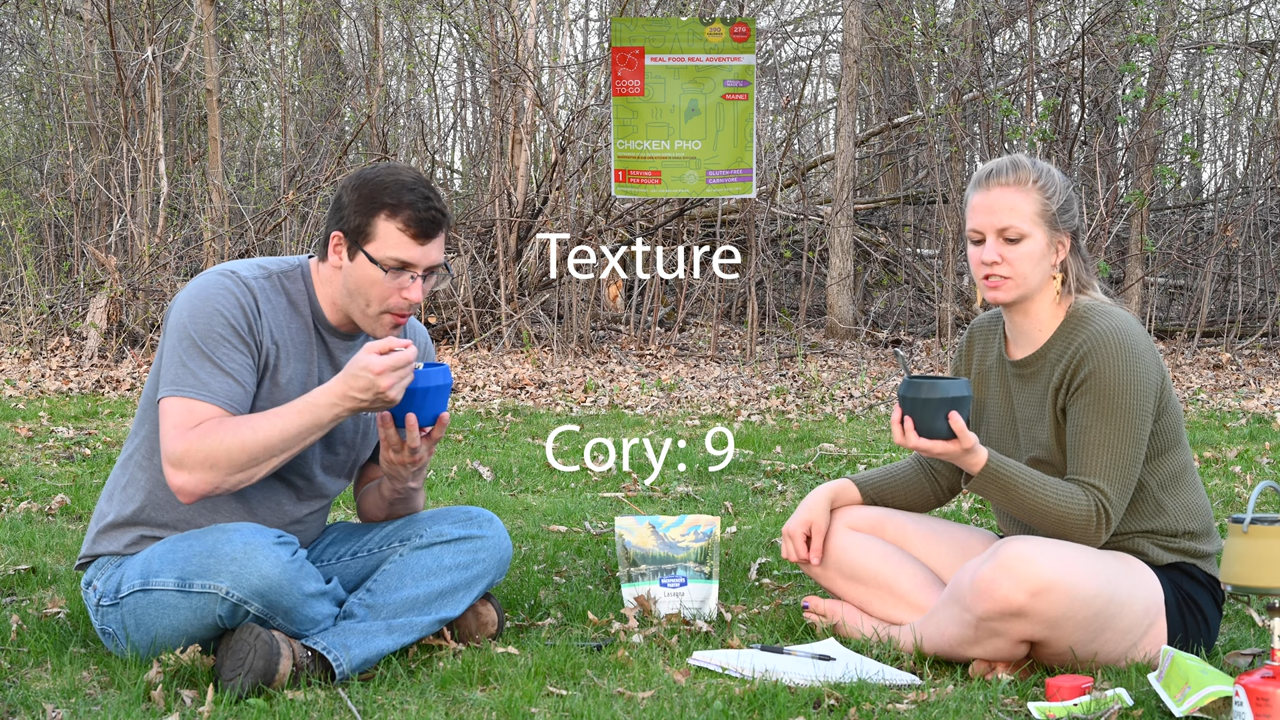 27G
REAL. FOOD. REAL. ADVENTURE.
GOOD
TO-GO
MAINE!
CHICKEN PHO
1 SERVING
PER POUCH
GLUTEN-FREE
CARNIVORE
Texture
Cory: 9
Lasagna